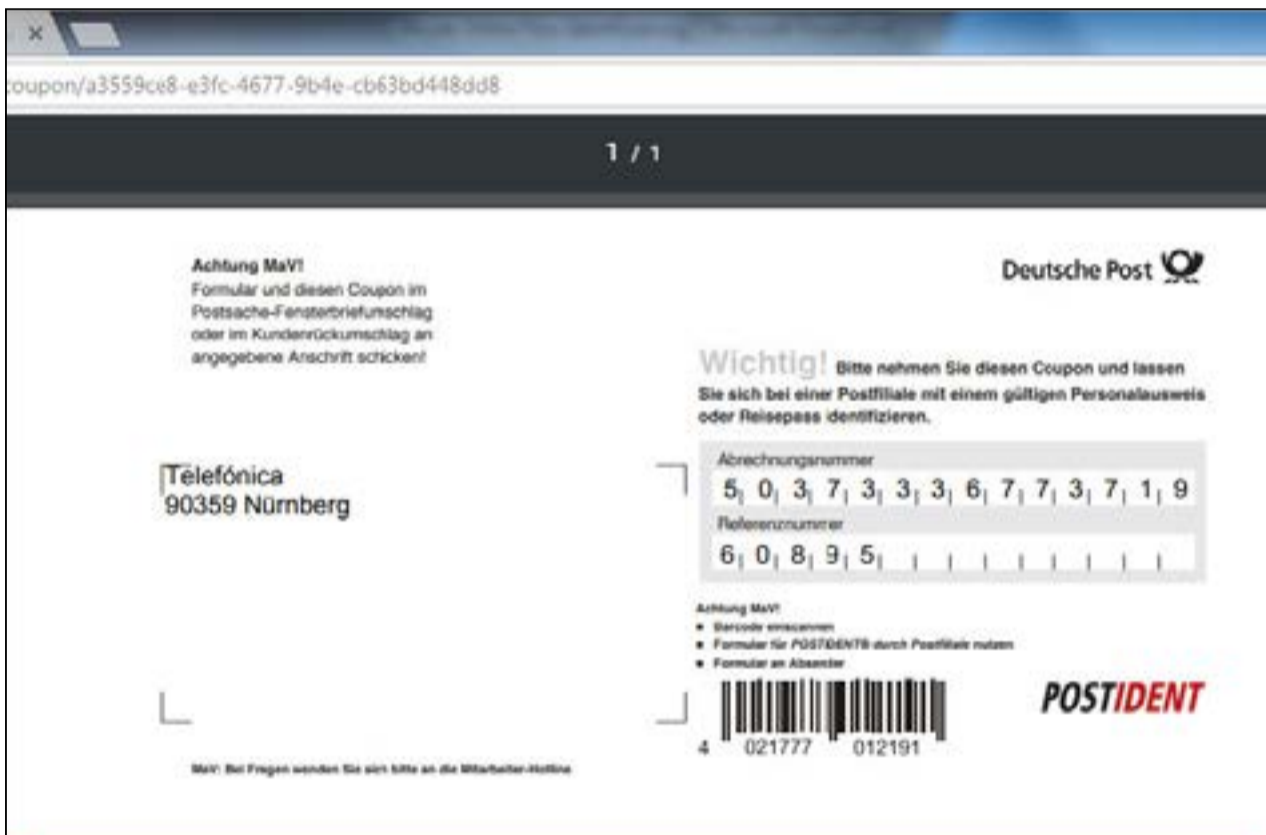 coupon/a3559ce8-e3fc-4677-9b4e-cb63bd448dd8
1 / 1
Achtung MaV!
Formular und diesen Coupon im
Postsache-Fensterbriefumschlag
oder im Kundenrückumschlag an
angegebene Anschrift schicken!
Telefónica
90359 Nürnberg
MaV: Bei Fragen wenden Sie sich bitte an die Mitarbeiter-Hotline
Deutsche Post
Wichtig! Bitte nehmen Sie diesen Coupon und lassen
Sie sich bei einer Postfiliale mit einem gültigen Personalausweis
oder Reisepass identifizieren.
Abrechnungsnummer
5 0 3 7 3 3 3 6 7 7 3 7 1 9
Referenznummer
6 0 8 9 5
Achtung MaV!
Barcode einscannen
Formular für POSTIDENT® durch Postfiliale nutzen
Formular an Absender
4 021777 012191
POSTIDENT